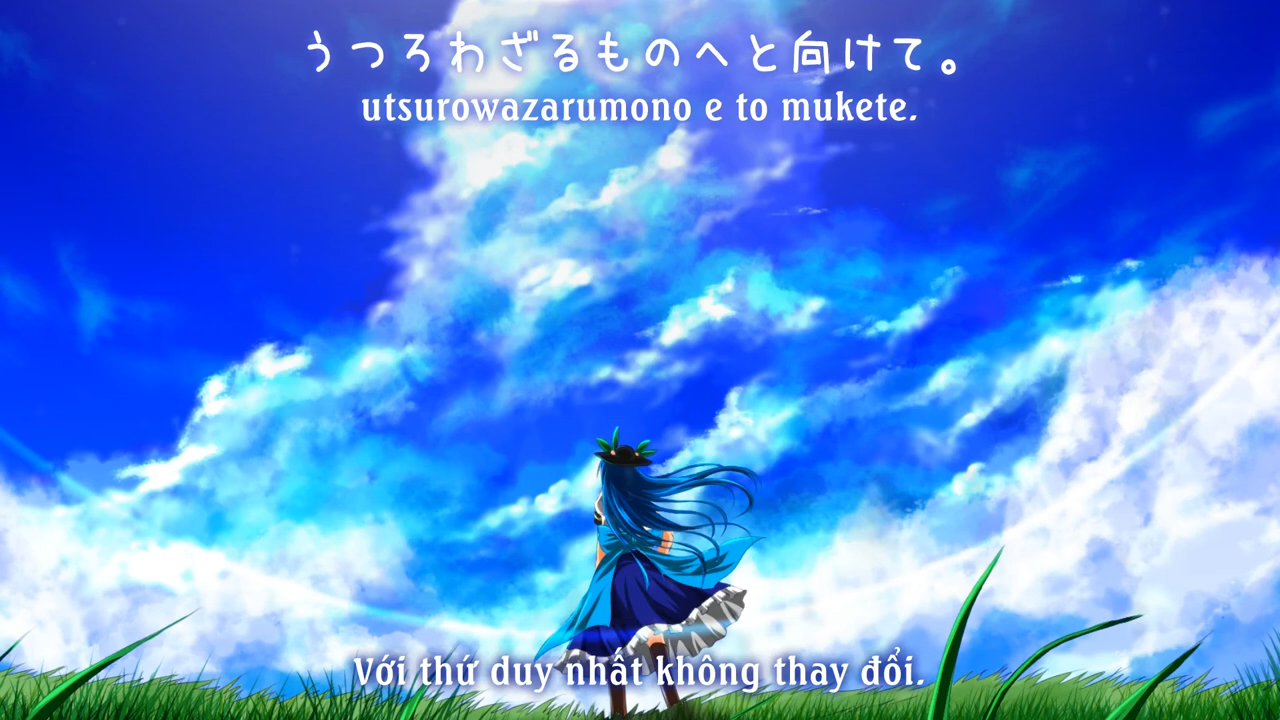 うつろわざるものへと向けて。
utsurowazarumono e to mukete.
Với thứ duy nhất không thay đổi.